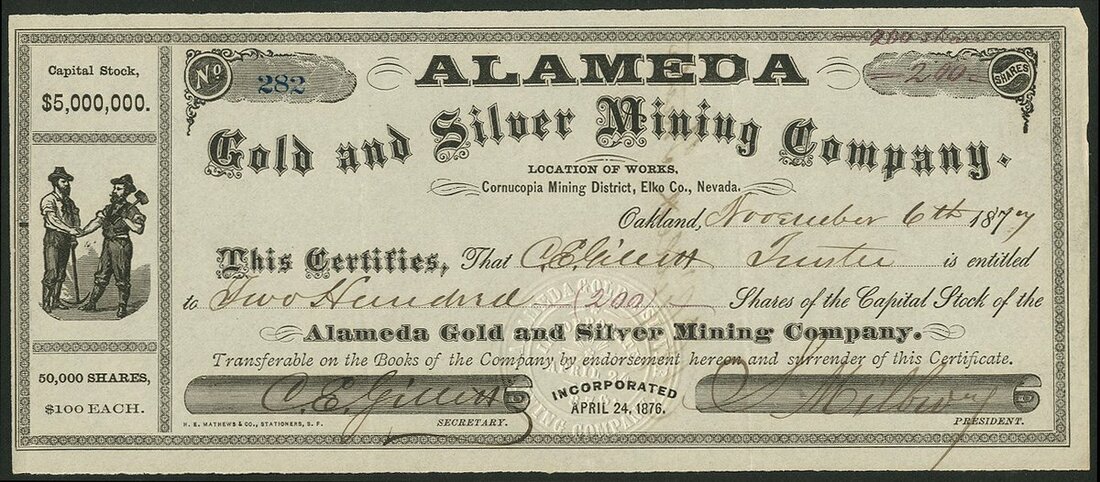 Capital Stock,
$5,000,000.
50,000 SHARES,
$100 EACH.
200 shares
No 282
200 SHARES
ALAMEDA
Gold and Silver Mining Company.
LOCATION OF WORKS,
Cornucopia Mining District, Elko Co., Nevada.
Oakland, November 6th 1877
This Certifies, That C.E. Gillett Trustee is entitled
to Two Hundred (200) Shares of the Capital Stock of the
Alameda Gold and Silver Mining Company.
Transferable on the Books of the Company by endorsement hereon and surrender of this Certificate.
C.E. Gillett
INCORPORATED
APRIL 24, 1876.
H. E. MATHEWS & CO., STATIONERS, S. F.
SECRETARY.
PRESIDENT.